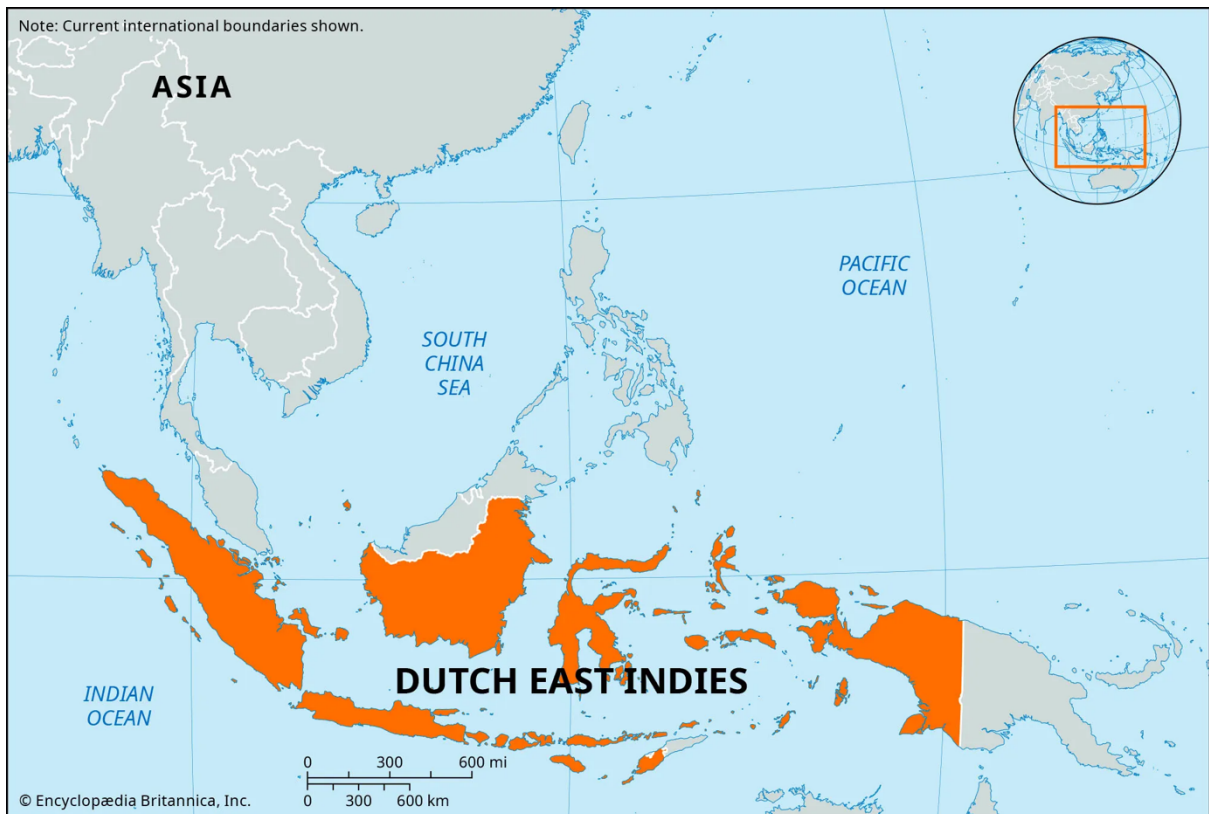 Note: Current international boundaries shown.
ASIA
PACIFIC
OCEAN
SOUTH
CHINA
SEA
DUTCH EAST INDIES
INDIAN
OCEAN
0 300 600 mi
0 300 600 km
© Encyclopædia Britannica, Inc.